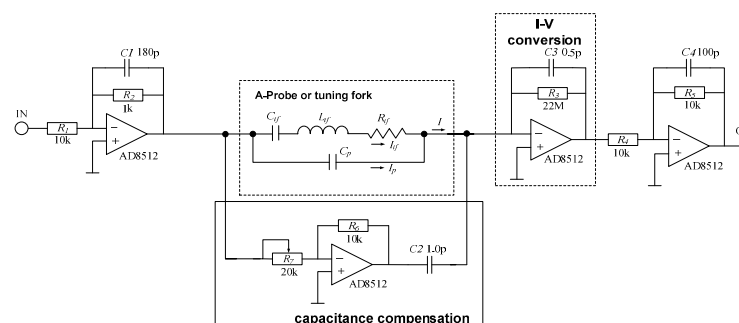 I-V
conversion
C1 180p
C3 0.5p
C4 100p
R2
1k
A-Probe or tuning fork
R3
22M
R5
10k
IN
R1
10k
Ctf
Ltf
Rtf
I
Itf
Cp
Ip
AD8512
AD8512
R4
10k
AD8512
R6
10k
C2 1.0p
R7
20k
AD8512
capacitance compensation